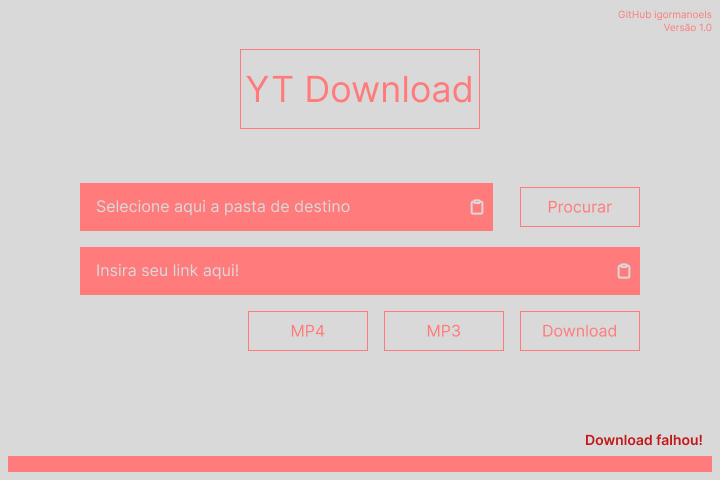 GitHub igormanoels
Versão 1.0
YT Download
Selecione aqui a pasta de destino
Procurar
Insira seu link aqui!
MP4
MP3
Download
Download falhou!